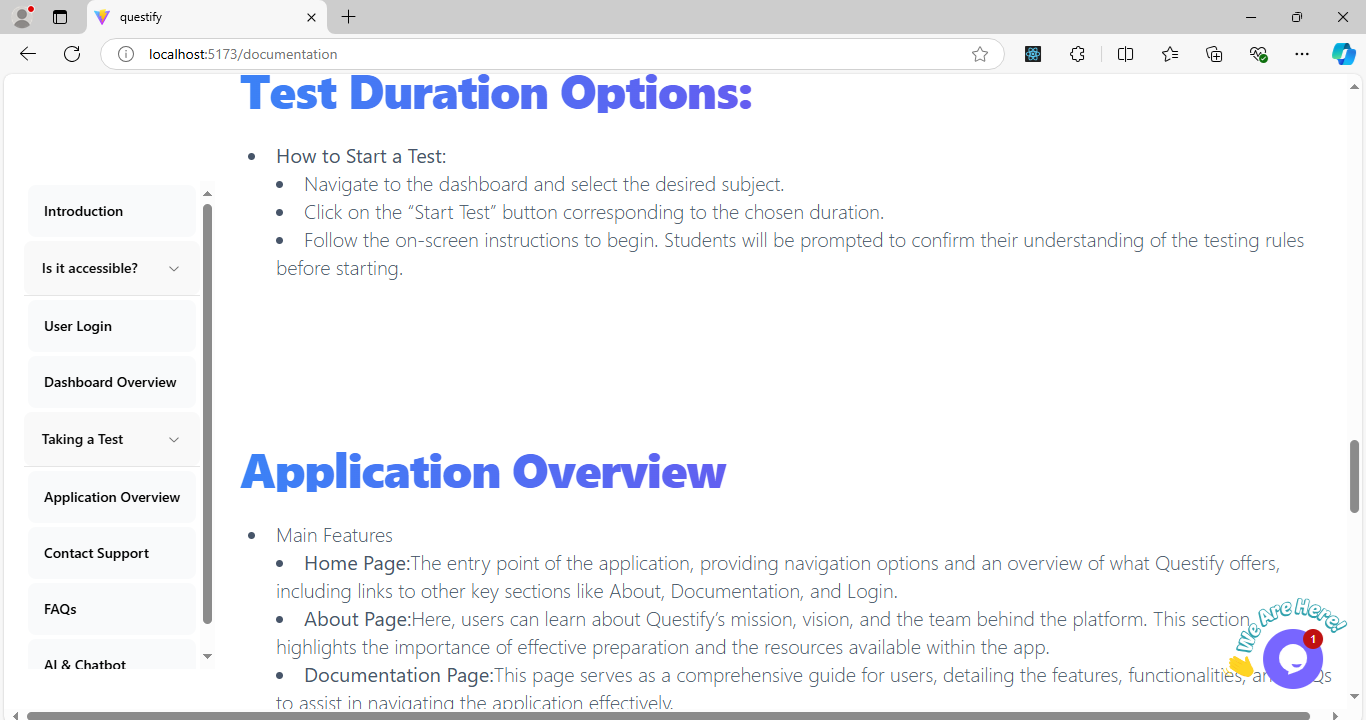 questify
localhost:5173/documentation
Test Duration Options:
How to Start a Test:
Navigate to the dashboard and select the desired subject.
Click on the “Start Test” button corresponding to the chosen duration.
Follow the on-screen instructions to begin. Students will be prompted to confirm their understanding of the testing rules
before starting.
Introduction
Is it accessible?
User Login
Dashboard Overview
Taking a Test
Application Overview
Contact Support
FAQs
AI & Chatbot
Application Overview
Main Features
Home Page:The entry point of the application, providing navigation options and an overview of what Questify offers,
including links to other key sections like About, Documentation, and Login.
About Page:Here, users can learn about Questify’s mission, vision, and the team behind the platform. This section
highlights the importance of effective preparation and the resources available within the app.
Documentation Page:This page serves as a comprehensive guide for users, detailing the features, functionalities,
to assist in navigating the application effectively.
We Are Here!
1